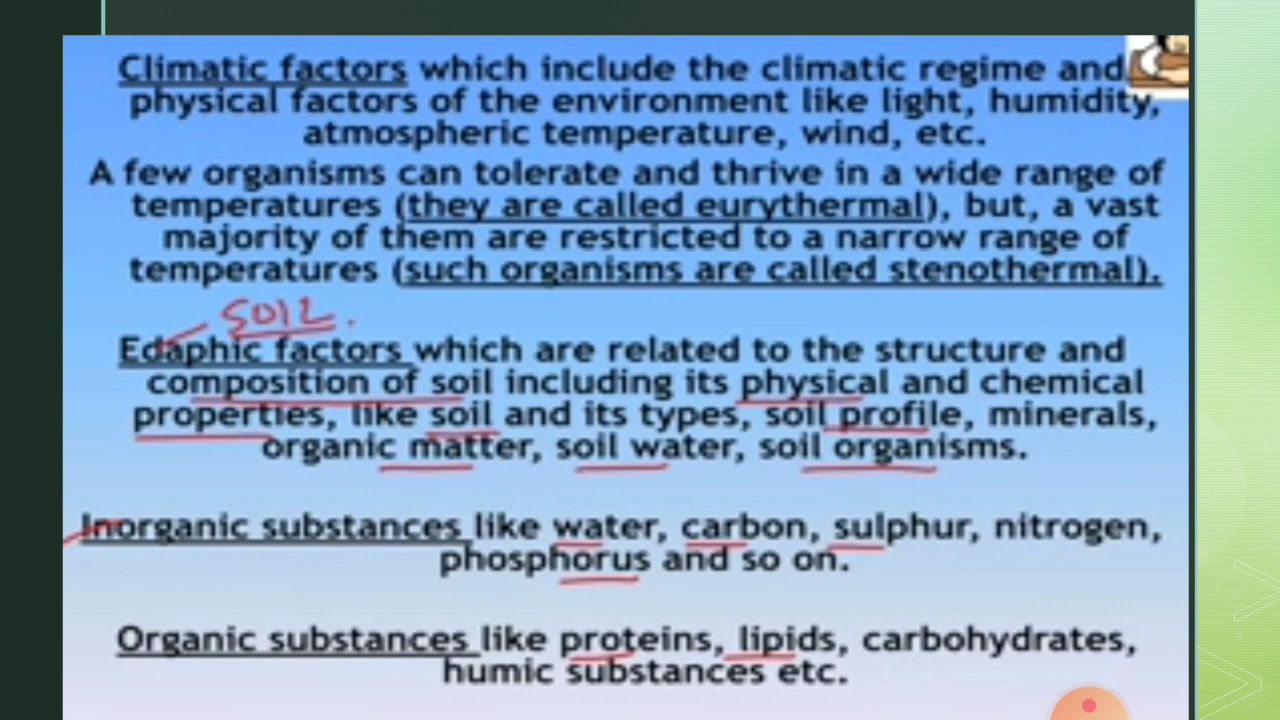 Climatic factors which include the climatic regime and
physical factors of the environment like light, humidity,
atmospheric temperature, wind, etc.
A few organisms can tolerate and thrive in a wide range of
temperatures (they are called eurythermal), but, a vast
majority of them are restricted to a narrow range of
temperatures (such organisms are called stenothermal).
SOIL.
Edaphic factors which are related to the structure and
composition of soil including its physical and chemical
properties, like soil and its types, soil profile, minerals,
organic matter, soil water, soil organisms.
Inorganic substances like water, carbon, sulphur, nitrogen,
phosphorus and so on.
Organic substances like proteins, lipids, carbohydrates,
humic substances etc.